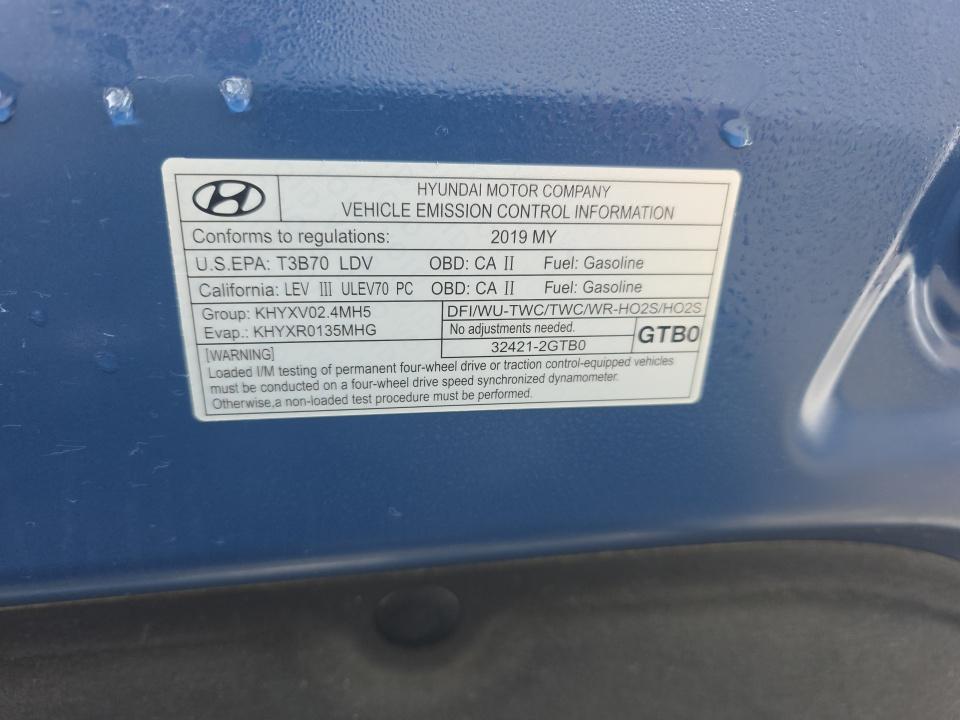 HYUNDAI MOTOR COMPANY
VEHICLE EMISSION CONTROL INFORMATION
Conforms to regulations: 2019 MY
U.S.EPA: T3B70 LDV OBD: CA II Fuel: Gasoline
California: LEV III ULEV70 PC OBD: CA II Fuel: Gasoline
Group: KHYXV02.4MH5 DFI/WU-TWC/TWC/WR-HO2S/HO2S
Evap.: KHYXR0135MHG No adjustments needed. GTB0
32421-2GTB0
[WARNING]
Loaded I/M testing of permanent four-wheel drive or traction control-equipped vehicles
must be conducted on a four-wheel drive speed synchronized dynamometer.
Otherwise,a non-loaded test procedure must be performed.